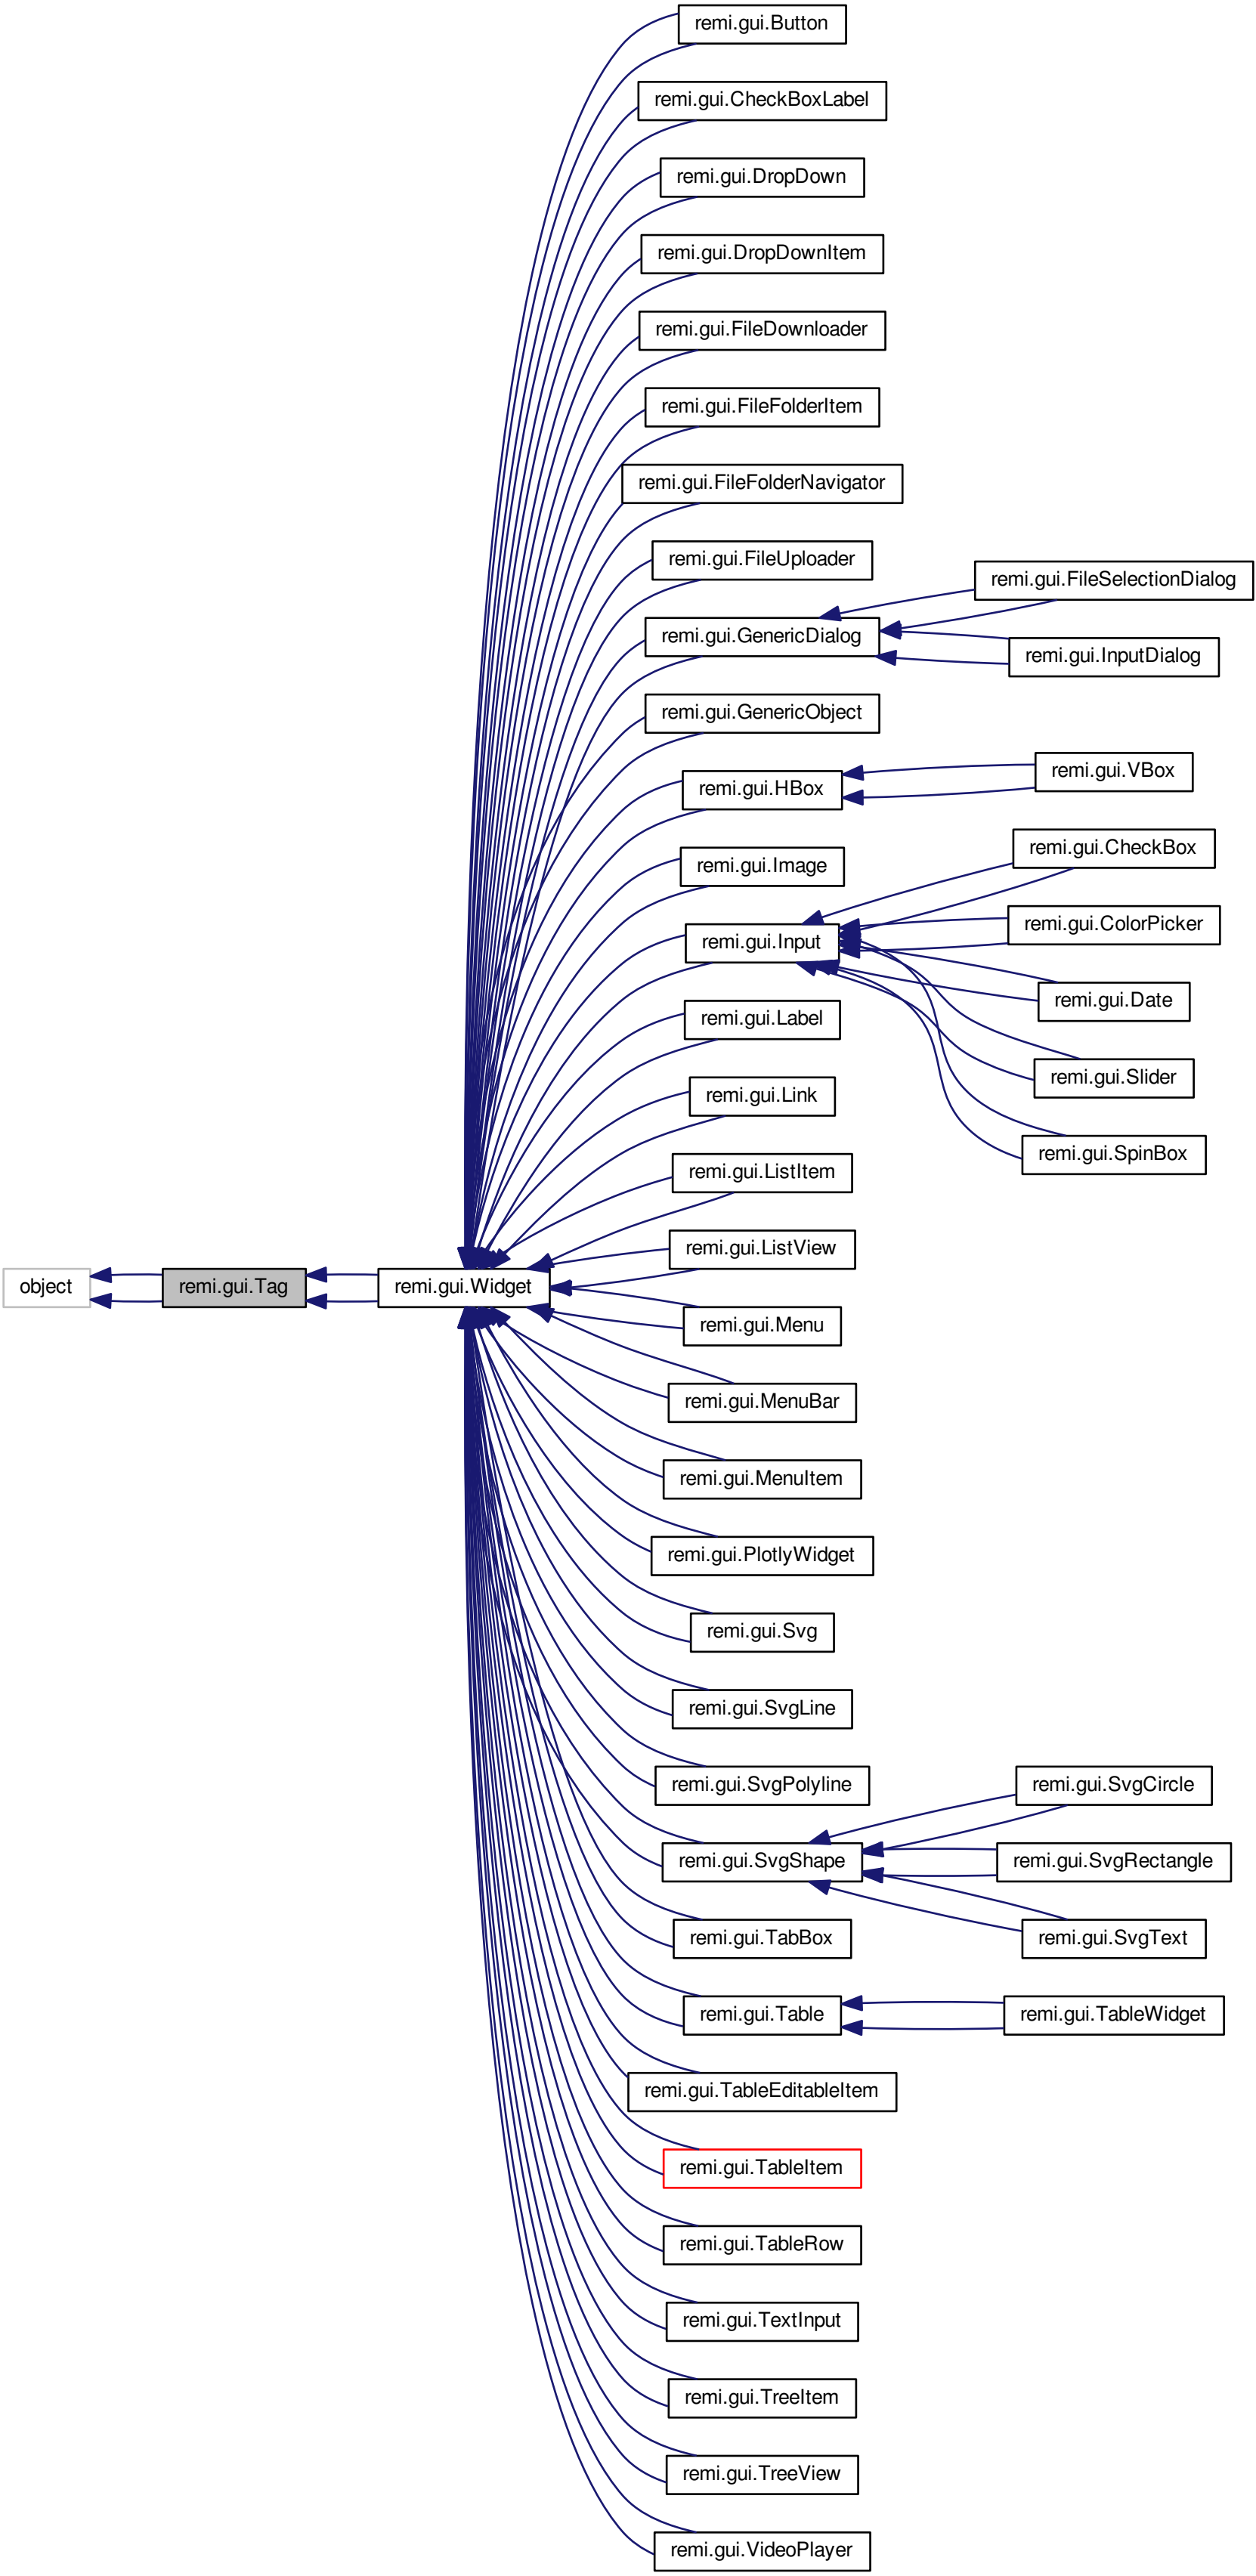 remi.gui.Button
remi.gui.CheckBoxLabel
remi.gui.DropDown
remi.gui.DropDownItem
remi.gui.FileDownloader
remi.gui.FileFolderItem
remi.gui.FileFolderNavigator
remi.gui.FileUploader
remi.gui.FileSelectionDialog
remi.gui.GenericDialog
remi.gui.InputDialog
remi.gui.GenericObject
remi.gui.HBox
remi.gui.VBox
remi.gui.Image
remi.gui.CheckBox
remi.gui.Input
remi.gui.ColorPicker
remi.gui.Date
remi.gui.Label
remi.gui.Slider
remi.gui.Link
remi.gui.SpinBox
remi.gui.ListItem
remi.gui.ListView
object
remi.gui.Tag
remi.gui.Widget
remi.gui.Menu
remi.gui.MenuBar
remi.gui.MenuItem
remi.gui.PlotlyWidget
remi.gui.Svg
remi.gui.SvgLine
remi.gui.SvgPolyline
remi.gui.SvgCircle
remi.gui.SvgShape
remi.gui.SvgRectangle
remi.gui.TabBox
remi.gui.SvgText
remi.gui.Table
remi.gui.TableWidget
remi.gui.TableEditableItem
remi.gui.TableItem
remi.gui.TableRow
remi.gui.TextInput
remi.gui.TreeItem
remi.gui.TreeView
remi.gui.VideoPlayer